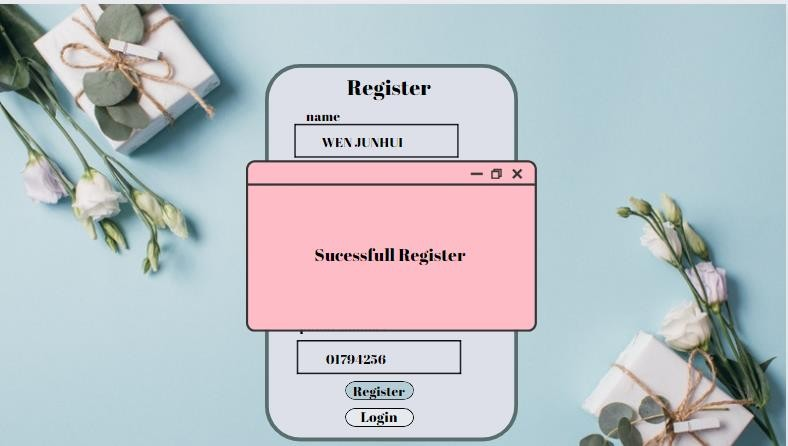 Register
name
WEN JUNHUI
Sucessfull Register
01794256
Register
Login